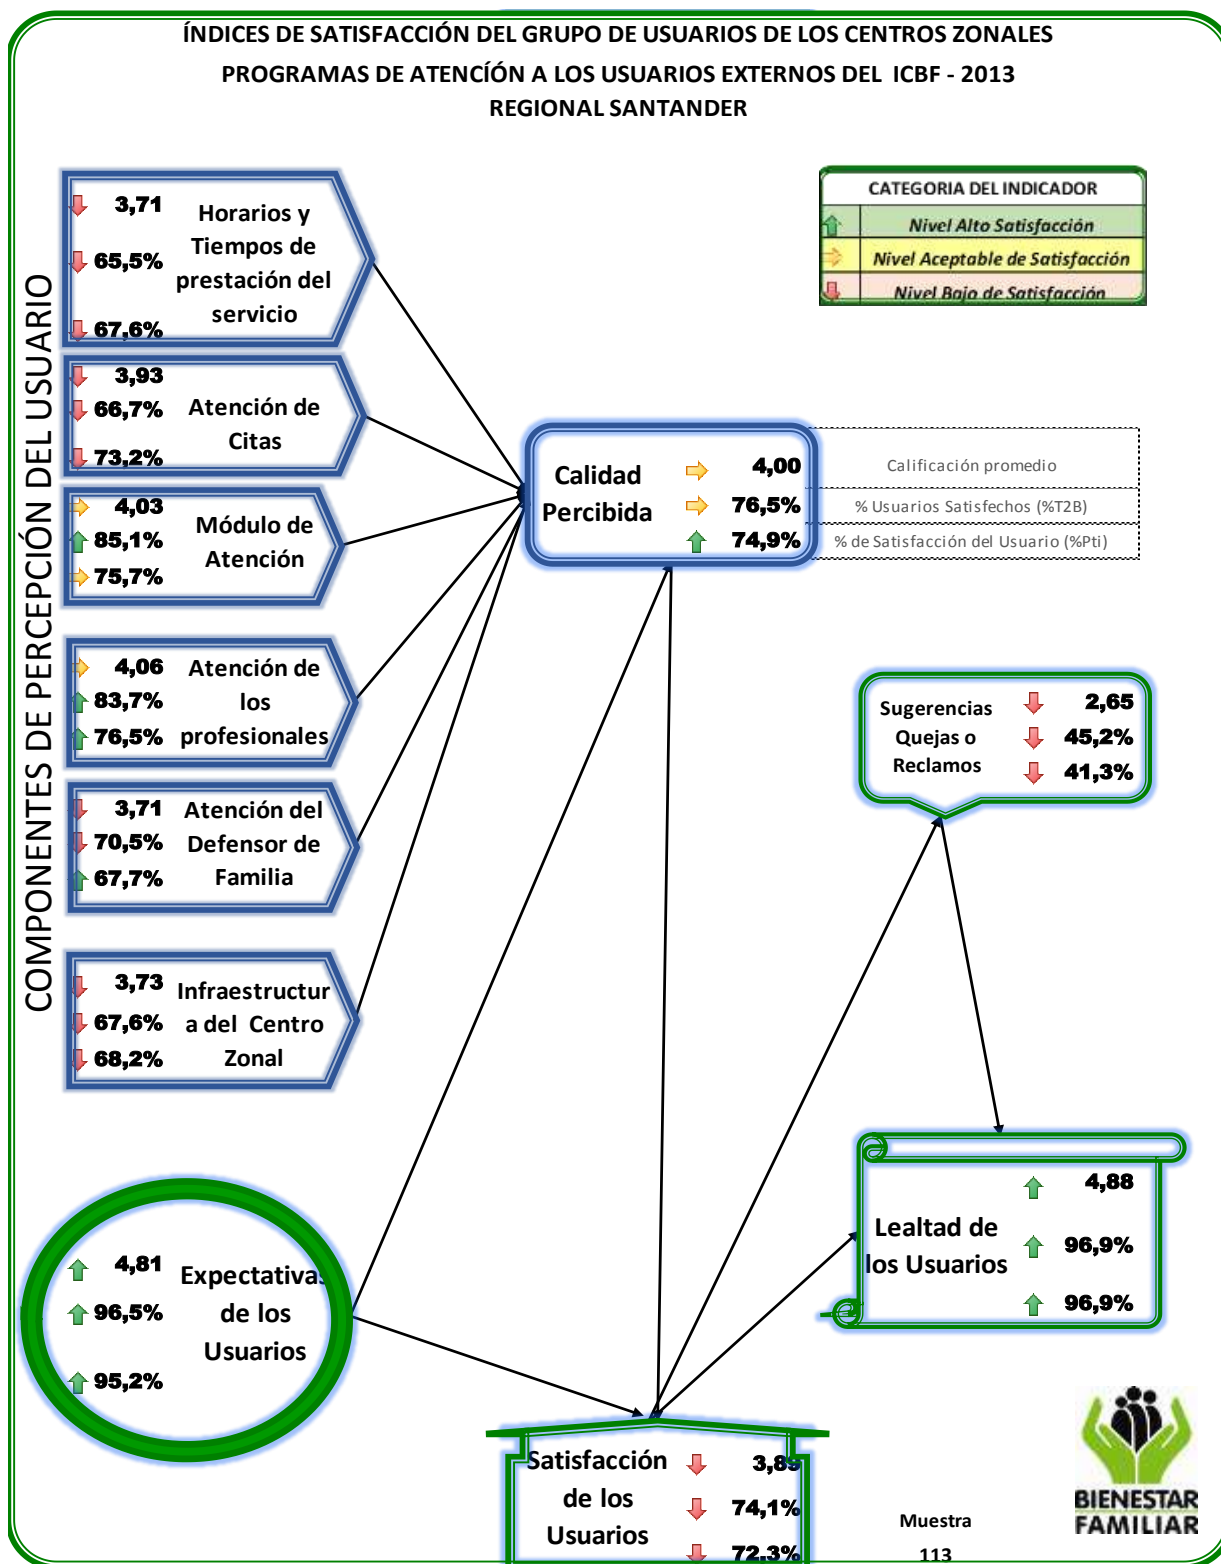 ÍNDICES DE SATISFACCIÓN DEL GRUPO DE USUARIOS DE LOS CENTROS ZONALES
PROGRAMAS DE ATENCÍÓN A LOS USUARIOS EXTERNOS DEL ICBF - 2013
REGIONAL SANTANDER
CATEGORIA DEL INDICADOR
Nivel Alto Satisfacción
Nivel Aceptable de Satisfacción
Nivel Bajo de Satisfacción
COMPONENTES DE PERCEPCIÓN DEL USUARIO
3,71
65,5%
67,6%
Horarios y
Tiempos de
prestación del
servicio
3,93
66,7%
73,2%
Atención de
Citas
4,03
85,1%
75,7%
Módulo de
Atención
4,06
83,7%
76,5%
Atención de
los
profesionales
3,71
70,5%
67,7%
Atención del
Defensor de
Familia
3,73
67,6%
68,2%
Infraestructur
a del Centro
Zonal
Calidad
Percibida
4,00
76,5%
74,9%
Calificación promedio
% Usuarios Satisfechos (%T2B)
% de Satisfacción del Usuario (%Pti)
Sugerencias
Quejas o
Reclamos
2,65
45,2%
41,3%
Lealtad de
los Usuarios
4,88
96,9%
96,9%
4,81
96,5%
95,2%
Expectativas
de los
Usuarios
Satisfacción
de los
Usuarios
3,89
74,1%
72,3%
Muestra
113
BIENESTAR
FAMILIAR